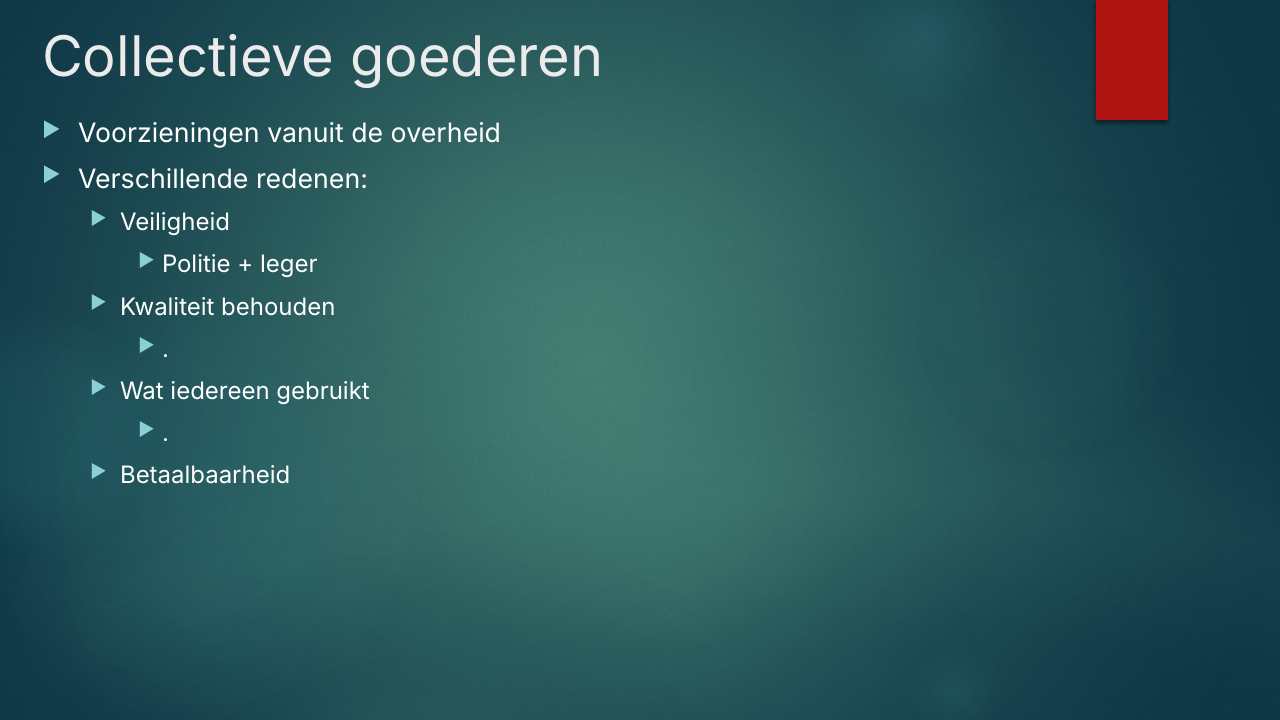 Collectieve goederen
Voorzieningen vanuit de overheid
Verschillende redenen:
Veiligheid
Politie + leger
Kwaliteit behouden
.
Wat iedereen gebruikt
.
Betaalbaarheid